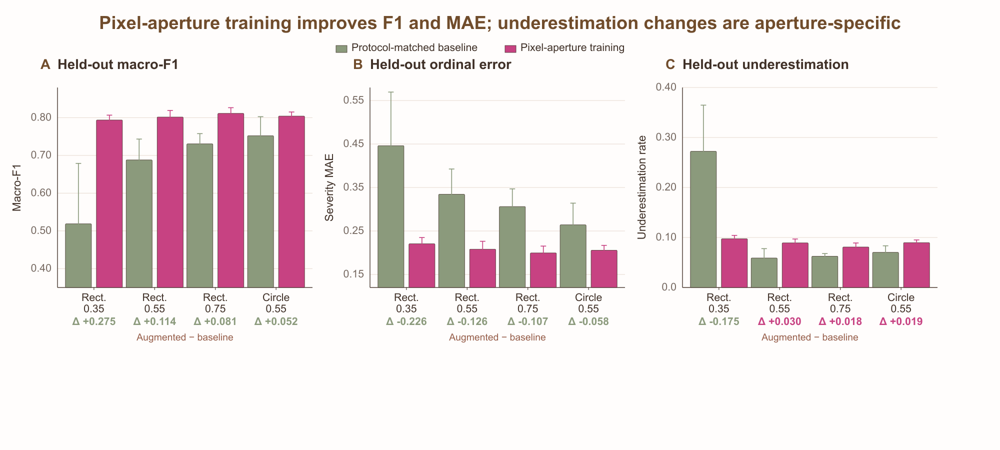 Pixel-aperture training improves F1 and MAE; underestimation changes are aperture-specific
Protocol-matched baseline
Pixel-aperture training
A Held-out macro-F1
Macro-F1
0.80
0.70
0.60
0.50
0.40
Rect. 0.35
Rect. 0.55
Rect. 0.75
Circle 0.55
Δ +0.275
Δ +0.114
Δ +0.081
Δ +0.052
Augmented − baseline
B Held-out ordinal error
Severity MAE
0.55
0.45
0.35
0.25
0.15
Rect. 0.35
Rect. 0.55
Rect. 0.75
Circle 0.55
Δ -0.226
Δ -0.126
Δ -0.107
Δ -0.058
Augmented − baseline
C Held-out underestimation
Underestimation rate
0.40
0.30
0.20
0.10
0.0
Rect. 0.35
Rect. 0.55
Rect. 0.75
Circle 0.55
Δ -0.175
Δ +0.030
Δ +0.018
Δ +0.019
Augmented − baseline